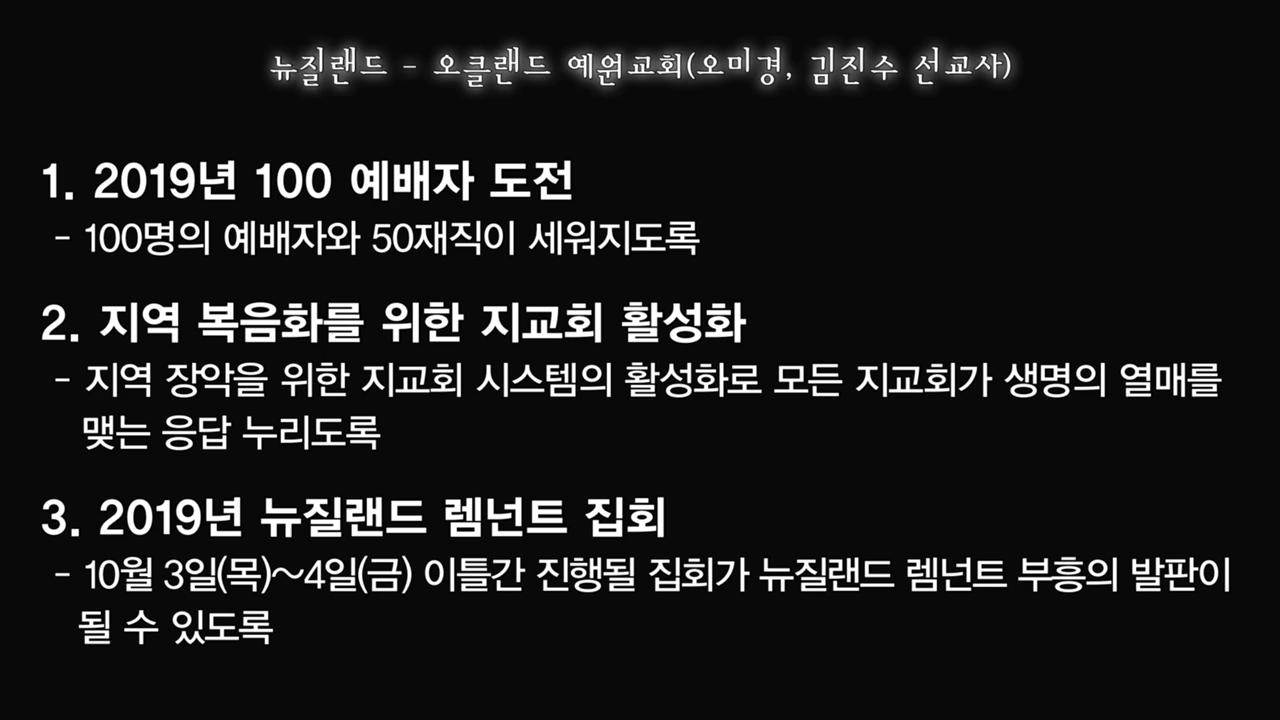 뉴질랜드 - 오클랜드 예원교회(오미경, 김진수 선교사)
1. 2019년 100 예배자 도전
- 100명의 예배자와 50재직이 세워지도록
2. 지역 복음화를 위한 지교회 활성화
- 지역 장악을 위한 지교회 시스템의 활성화로 모든 지교회가 생명의 열매를
맺는 응답 누리도록
3. 2019년 뉴질랜드 렘넌트 집회
- 10월 3일(목)~4일(금) 이틀간 진행될 집회가 뉴질랜드 렘넌트 부흥의 발판이
될 수 있도록